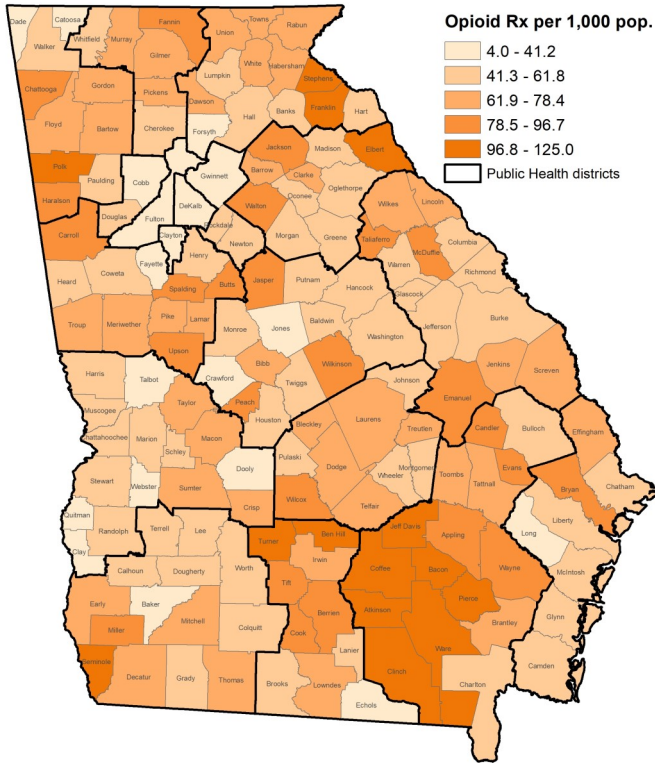 Opioid Rx per 1,000 pop.
4.0 - 41.2
41.3 - 61.8
61.9 - 78.4
78.5 - 96.7
96.8 - 125.0
Public Health districts
Dade
Catoosa
Whitfield
Murray
Fannin
Union
Towns
Rabun
Walker
Gilmer
White
Habersham
Stephens
Lumpkin
Chattooga
Gordon
Pickens
Dawson
Franklin
Hart
Hall
Banks
Floyd
Bartow
Cherokee
Forsyth
Jackson
Madison
Elbert
Polk
Paulding
Cobb
Gwinnett
Barrow
Clarke
Oglethorpe
Oconee
Haralson
Douglas
Fulton
DeKalb
Walton
Wilkes
Lincoln
Carroll
Clayton
Rockdale
Newton
Morgan
Greene
Taliaferro
McDuffie
Columbia
Henry
Fayette
Coweta
Heard
Warren
Richmond
Spalding
Butts
Jasper
Putnam
Hancock
Glascock
Troup
Meriwether
Pike
Lamar
Monroe
Jones
Baldwin
Jefferson
Burke
Upson
Washington
Harris
Talbot
Crawford
Bibb
Wilkinson
Twiggs
Jenkins
Screven
Johnson
Emanuel
Muscogee
Taylor
Peach
Houston
Laurens
Bleckley
Treutlen
Candler
Bulloch
Effingham
Chattahoochee
Marion
Macon
Schley
Pulaski
Dodge
Montgomery
Wheeler
Toombs
Tattnall
Evans
Bryan
Chatham
Stewart
Webster
Sumter
Dooly
Crisp
Wilcox
Telfair
Long
Liberty
Quitman
Randolph
Terrell
Lee
Clay
Turner
Ben Hill
Jeff Davis
Appling
Wayne
McIntosh
Calhoun
Dougherty
Worth
Irwin
Coffee
Bacon
Pierce
Early
Baker
Mitchell
Tift
Berrien
Atkinson
Ware
Brantley
Glynn
Miller
Colquitt
Cook
Lanier
Clinch
Charlton
Camden
Seminole
Decatur
Grady
Thomas
Brooks
Lowndes
Echols